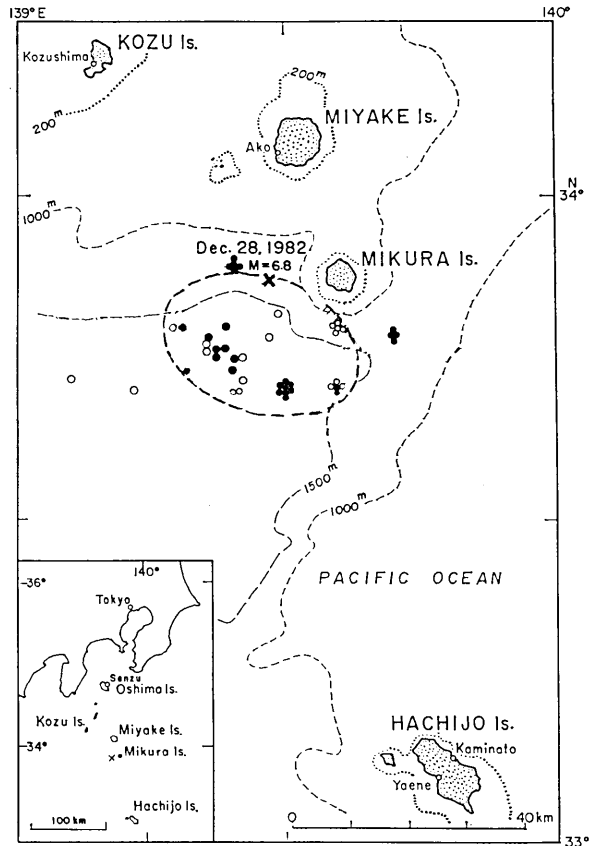 139° E
140°
KOZU Is.
Kozushima
200m
200m
MIYAKE Is.
Ako
N
34°
1000m
Dec. 28, 1982
M=6.8
MIKURA Is.
1500m
1000m
PACIFIC OCEAN
140°
36°
Tokyo
Senzu
Oshima Is.
Kozu Is.
Miyake Is.
34°
Mikura Is.
Hachijo Is.
100 km
HACHIJO Is.
Kaminato
Yaene
0
40 km
33°